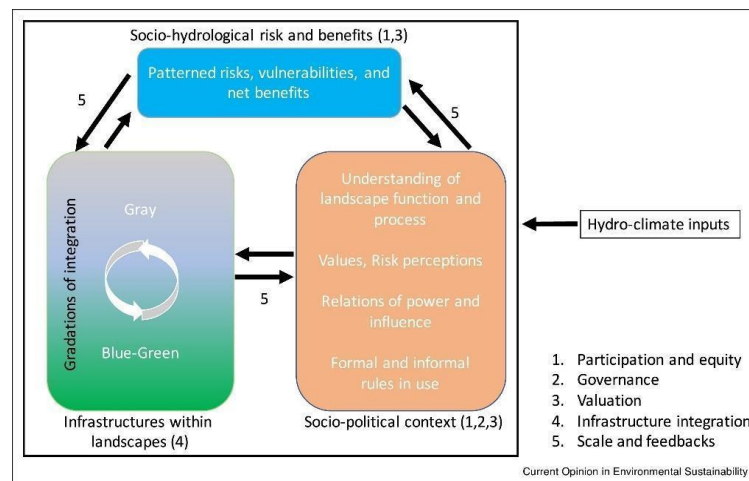 Socio-hydrological risk and benefits (1,3)
Patterned risks, vulnerabilities, and
net benefits
5
5
Gradations of integration
Gray
Blue-Green
5
Understanding of
landscape function and
process
Values, Risk perceptions
Relations of power and
influence
Formal and informal
rules in use
Hydro-climate inputs
Infrastructures within
landscapes (4)
Socio-political context (1,2,3)
1. Participation and equity
2. Governance
3. Valuation
4. Infrastructure integration
5. Scale and feedbacks
Current Opinion in Environmental Sustainability